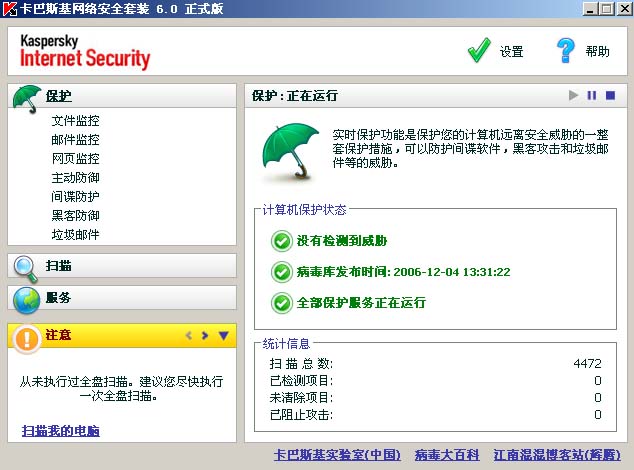 卡巴斯基网络安全套装 6.0 正式版
Kaspersky
Internet Security
设置
帮助
保护
文件监控
邮件监控
网页监控
主动防御
间谍防护
黑客防御
垃圾邮件
扫描
服务
注意
从未执行过全盘扫描。建议您尽快执行
一次全盘扫描。
扫描我的电脑
保护 : 正在运行
实时保护功能是保护您的计算机远离安全威胁的一整
套保护措施，可以防护间谍软件，黑客攻击和垃圾邮
件等的威胁。
计算机保护状态
没有检测到威胁
病毒库发布时间: 2006-12-04 13:31:22
全部保护服务正在运行
统计信息
扫 描 总 数: 4472
已检测项目: 0
未清除项目: 0
已阻止攻击: 0
卡巴斯基实验室(中国) 病毒大百科 江南混混博客站(辉腾)